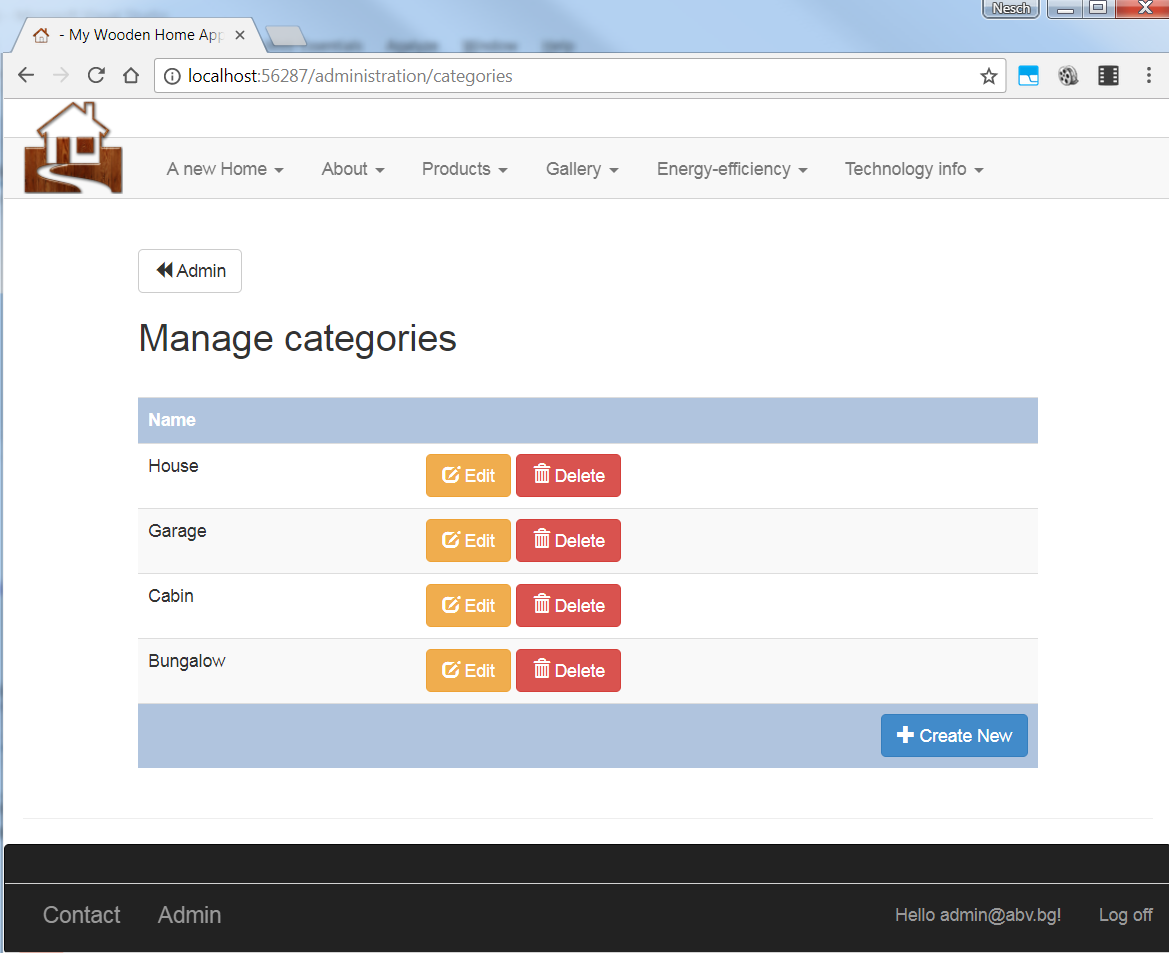 Nesch
- My Wooden Home App
localhost:56287/administration/categories
A new Home About Products Gallery Energy-efficiency Technology info
Admin
Manage categories
Name
House Edit Delete
Garage Edit Delete
Cabin Edit Delete
Bungalow Edit Delete
Create New
Contact Admin Hello admin@abv.bg! Log off